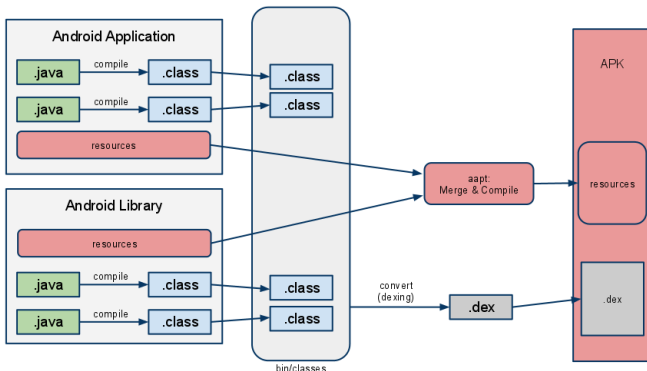 Android Application
.java
compile
.class
.class
.java
compile
.class
.class
resources
Android Library
resources
.java
compile
.class
.class
.java
compile
.class
.class
bin/classes
aapt:
Merge & Compile
convert
(dexing)
.dex
APK
resources
.dex